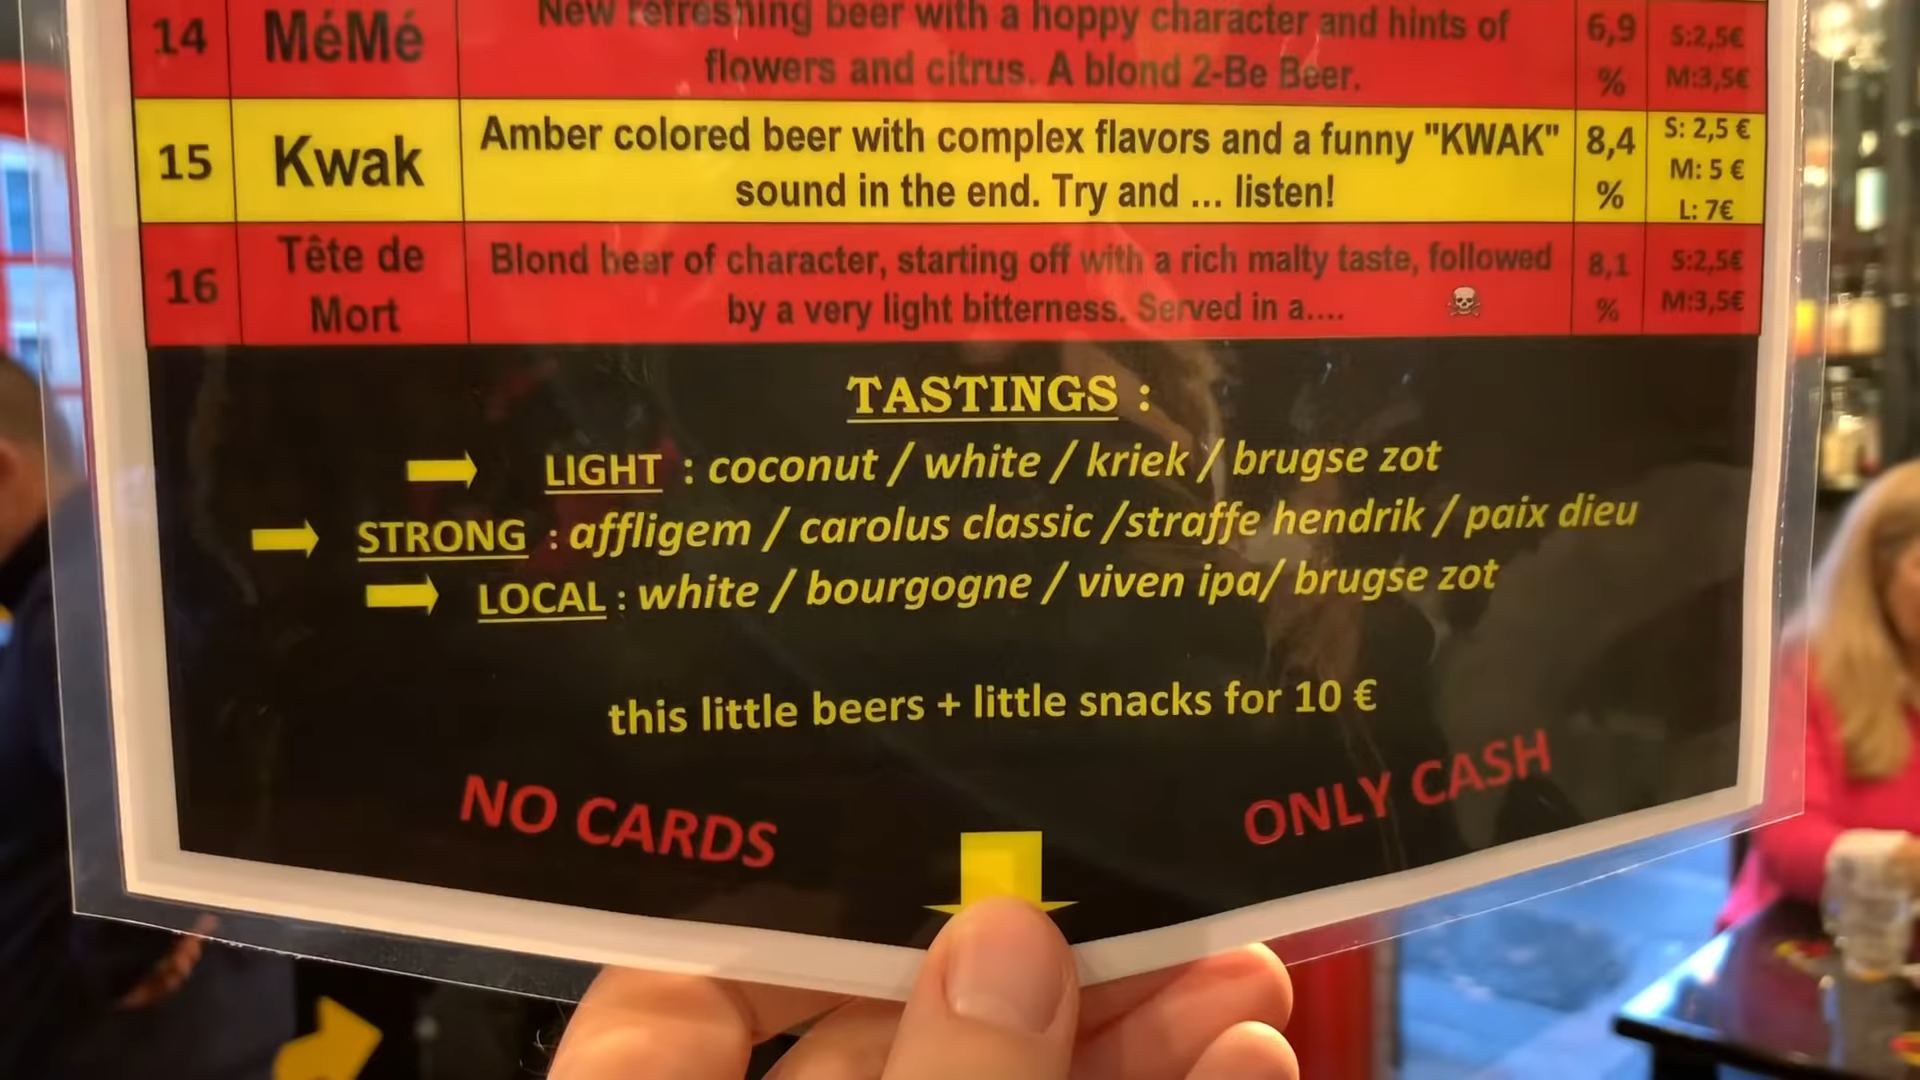 14 MéMé New refreshing beer with a hoppy character and hints of 6,9 S:2,5€
flowers and citrus. A blond 2-Be Beer. % M:3,5€
15 Kwak Amber colored beer with complex flavors and a funny "KWAK" 8,4 S: 2,5 €
sound in the end. Try and ... listen! % M: 5 €
L: 7€
16 Tête de Blond beer of character, starting off with a rich malty taste, followed 8,1 S:2,5€
Mort by a very light bitterness. Served in a.... ☠ % M:3,5€
TASTINGS :
LIGHT : coconut / white / kriek / brugse zot
STRONG : affligem / carolus classic /straffe hendrik / paix dieu
LOCAL : white / bourgogne / viven ipa/ brugse zot
this little beers + little snacks for 10 €
NO CARDS
ONLY CASH